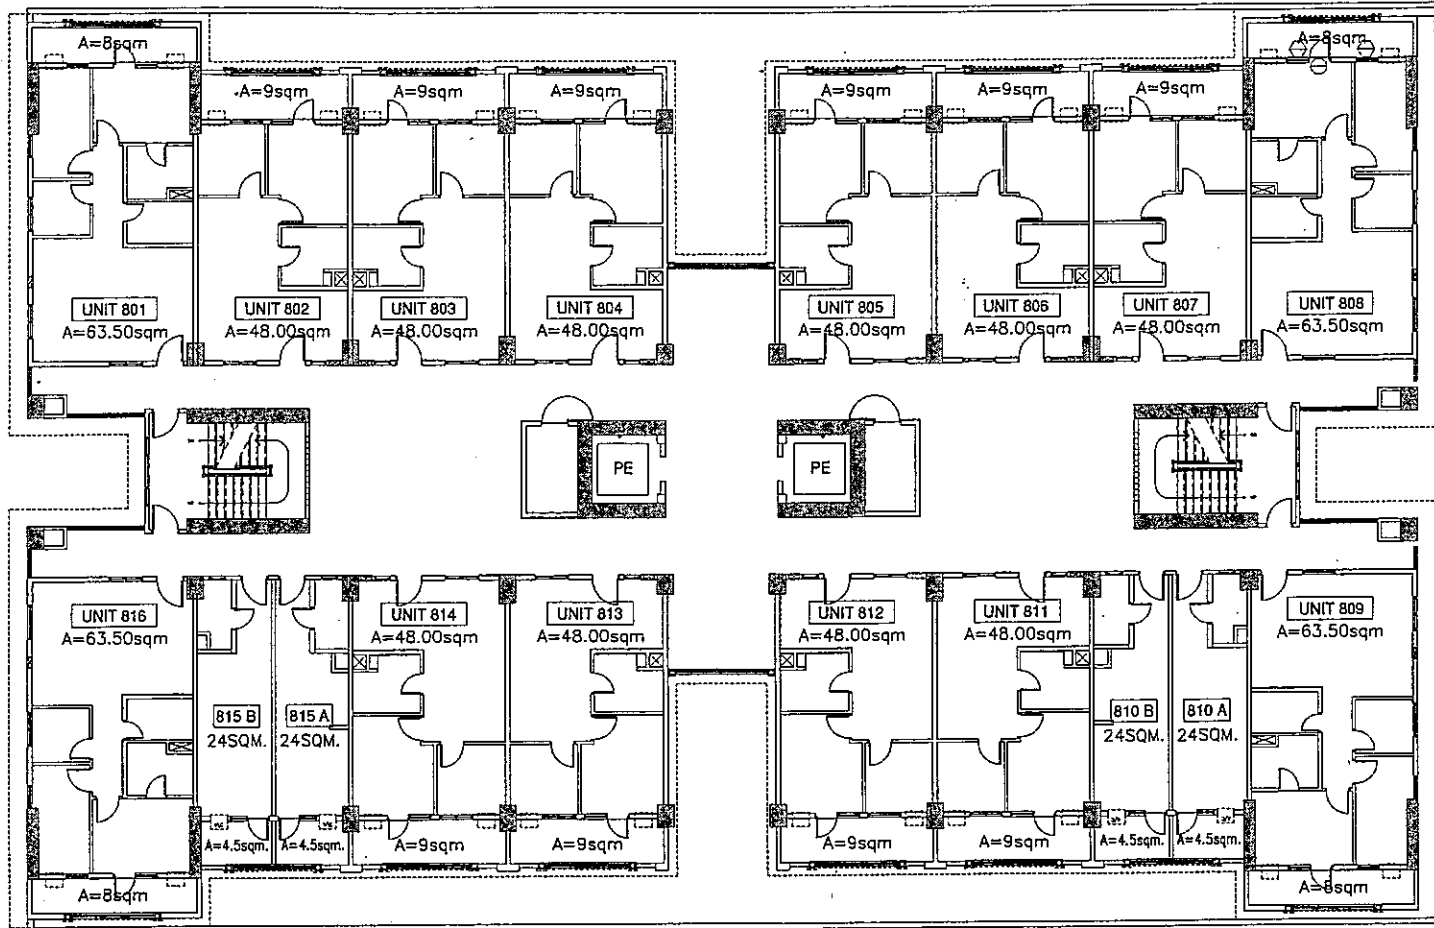 A=8sqm
A=8sqm
A=9sqm
A=9sqm
A=9sqm
A=9sqm
A=9sqm
A=9sqm
UNIT 801
A=63.50sqm
UNIT 802
A=48.00sqm
UNIT 803
A=48.00sqm
UNIT 804
A=48.00sqm
UNIT 805
A=48.00sqm
UNIT 806
A=48.00sqm
UNIT 807
A=48.00sqm
UNIT 808
A=63.50sqm
PE
PE
UNIT 816
A=63.50sqm
815 B
24SQM.
815 A
24SQM.
UNIT 814
A=48.00sqm
UNIT 813
A=48.00sqm
UNIT 812
A=48.00sqm
UNIT 811
A=48.00sqm
810 B
24SQM.
810 A
24SQM.
UNIT 809
A=63.50sqm
A=4.5sqm.
A=4.5sqm.
A=9sqm
A=9sqm
A=9sqm
A=9sqm
A=4.5sqm.
A=4.5sqm.
A=8sqm
A=8sqm